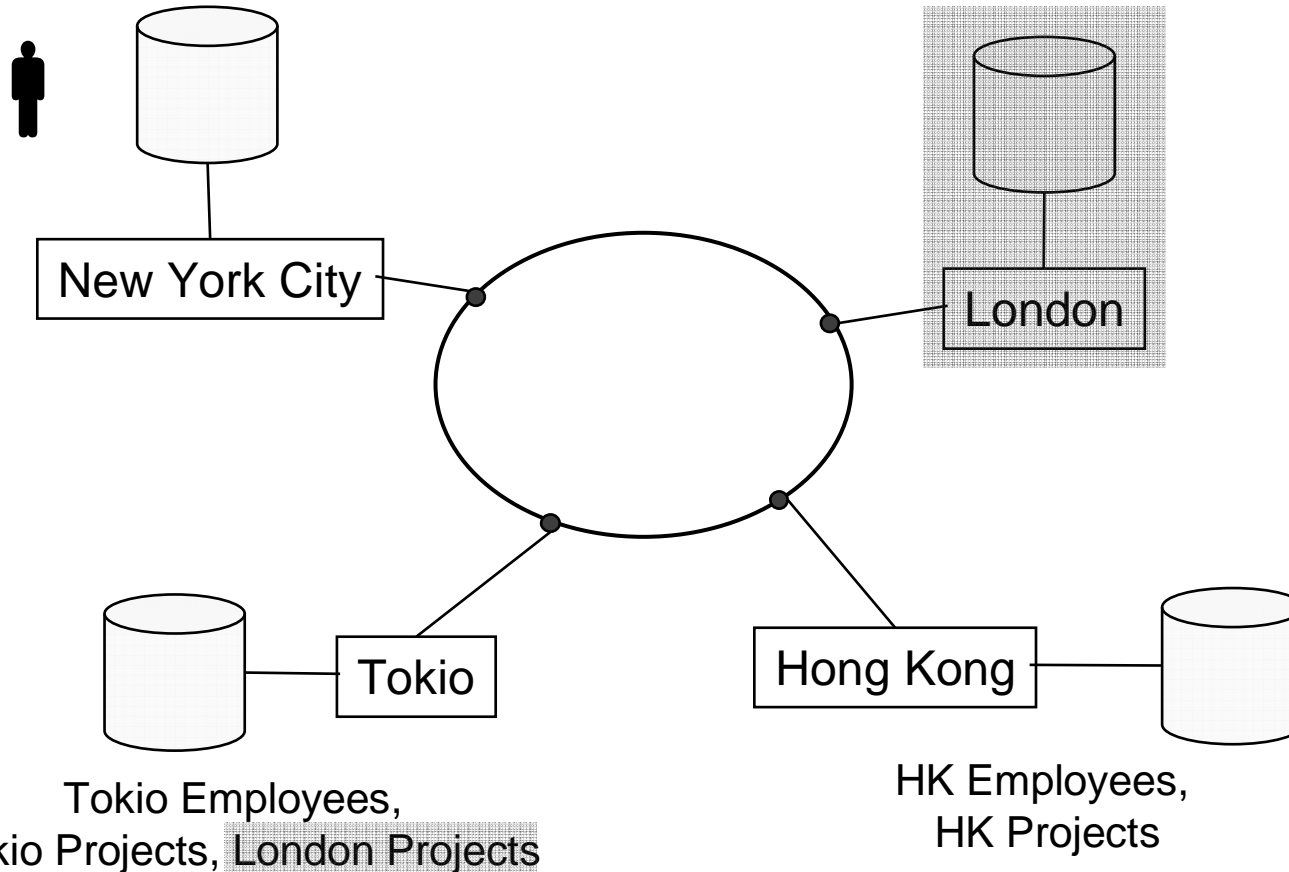 New York City
London
Tokio
Hong Kong
Tokio Employees,
Projects, London Projects
HK Employees,
HK Projects